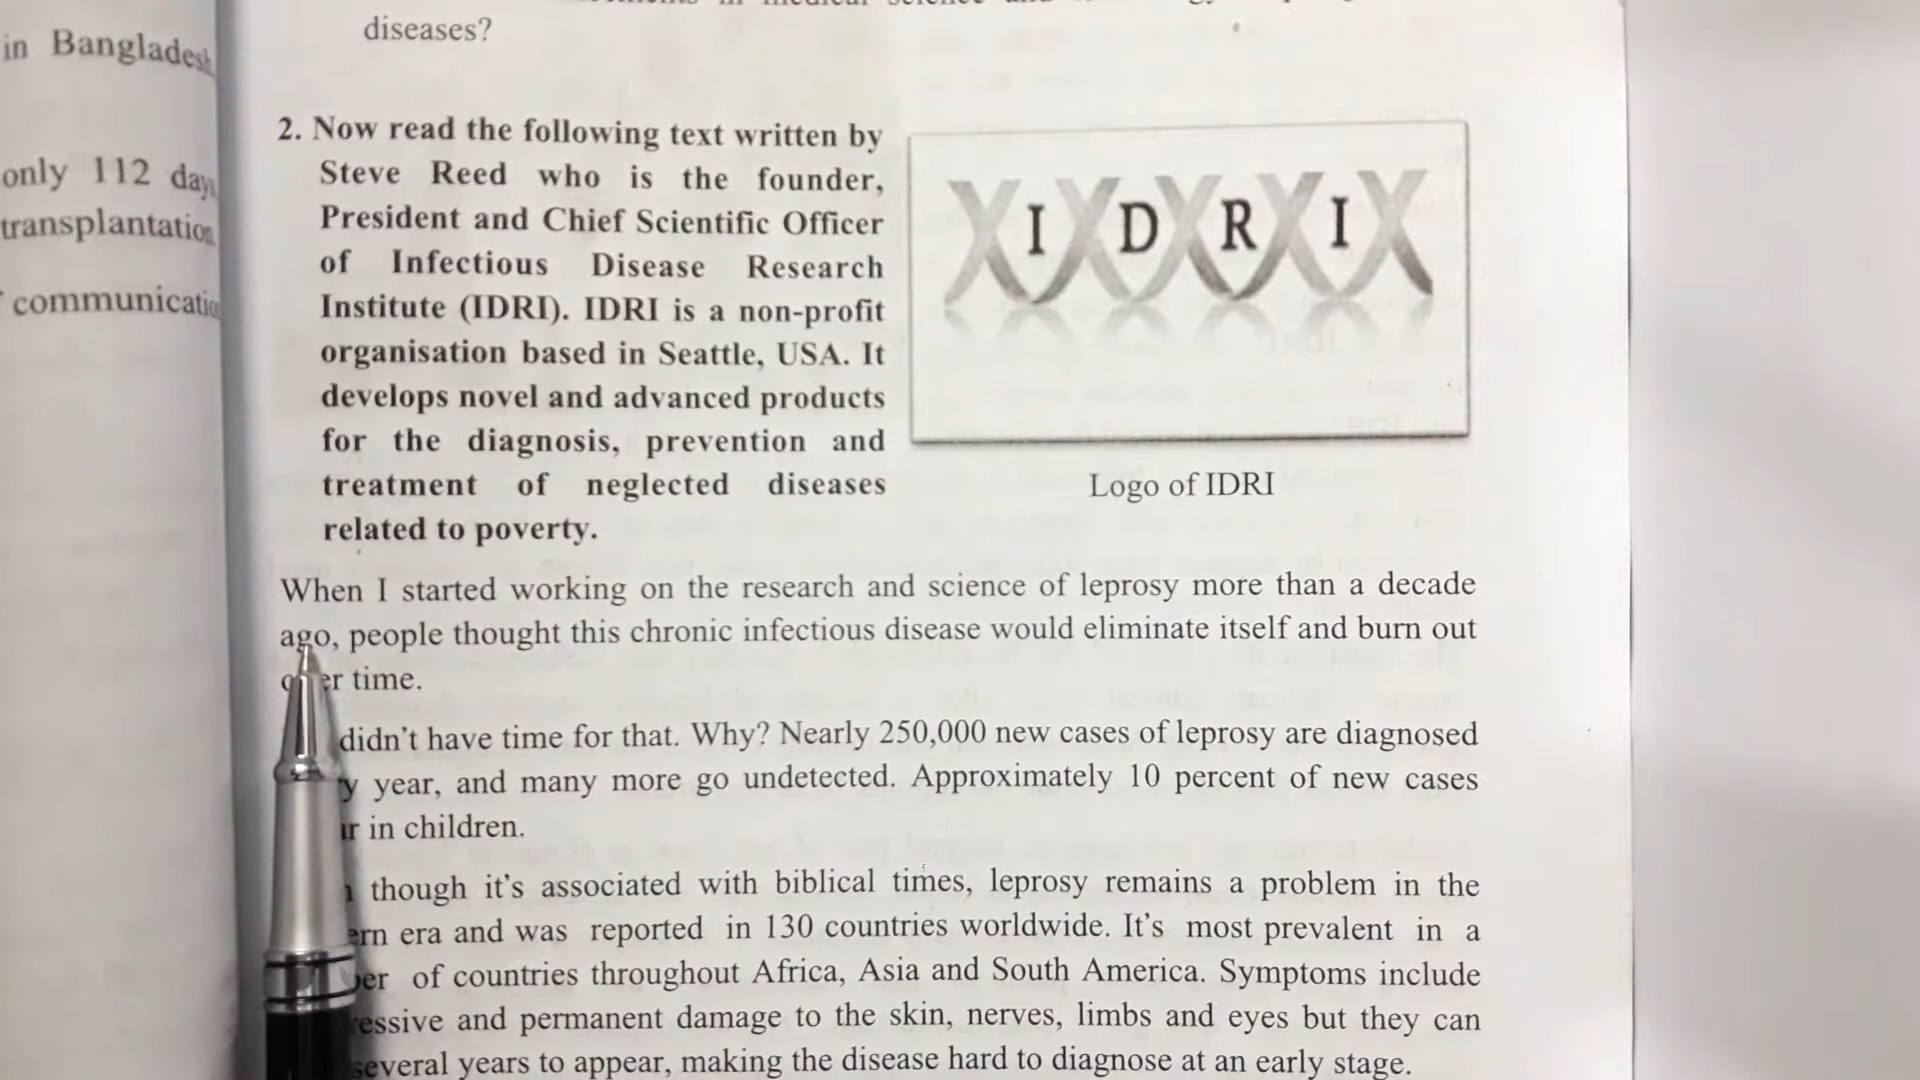 in Bangladesh
only 112 days
transplantation
communication
diseases?
2. Now read the following text written by
Steve Reed who is the founder,
President and Chief Scientific Officer
of Infectious Disease Research
Institute (IDRI). IDRI is a non-profit
organisation based in Seattle, USA. It
develops novel and advanced products
for the diagnosis, prevention and
treatment of neglected diseases
related to poverty.
I D R I
Logo of IDRI
When I started working on the research and science of leprosy more than a decade
ago, people thought this chronic infectious disease would eliminate itself and burn out
time.
didn't have time for that. Why? Nearly 250,000 new cases of leprosy are diagnosed
year, and many more go undetected. Approximately 10 percent of new cases
in children.
though it's associated with biblical times, leprosy remains a problem in the
era and was reported in 130 countries worldwide. It's most prevalent in a
of countries throughout Africa, Asia and South America. Symptoms include
and permanent damage to the skin, nerves, limbs and eyes but they can
several years to appear, making the disease hard to diagnose at an early stage.